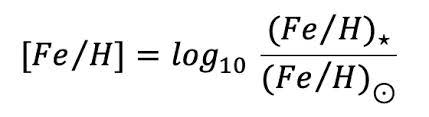 [Fe/H] = log₁₀ (Fe/H)⋆ / (Fe/H)☉